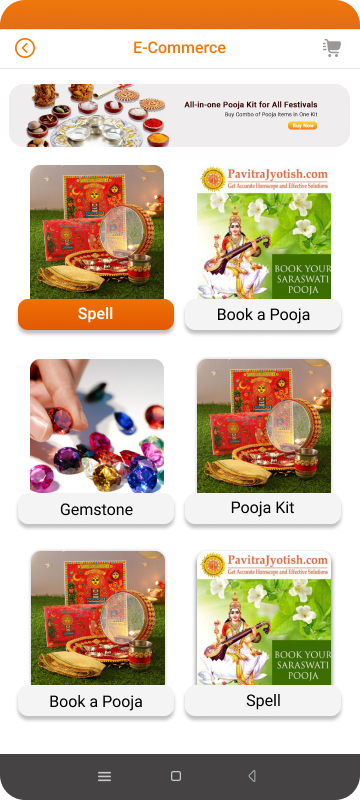 E-Commerce
All-in-one Pooja Kit for All Festivals
Buy Combo of Pooja Items in One Kit
Buy Now
PavitraJyotish.com
Get Accurate Horoscope and Effective Solutions
BOOK YOUR
SARASWATI
POOJA
Spell
Book a Pooja
Gemstone
Pooja Kit
PavitraJyotish.com
Get Accurate Horoscope and Effective Solutions
BOOK YOUR
SARASWATI
POOJA
Book a Pooja
Spell